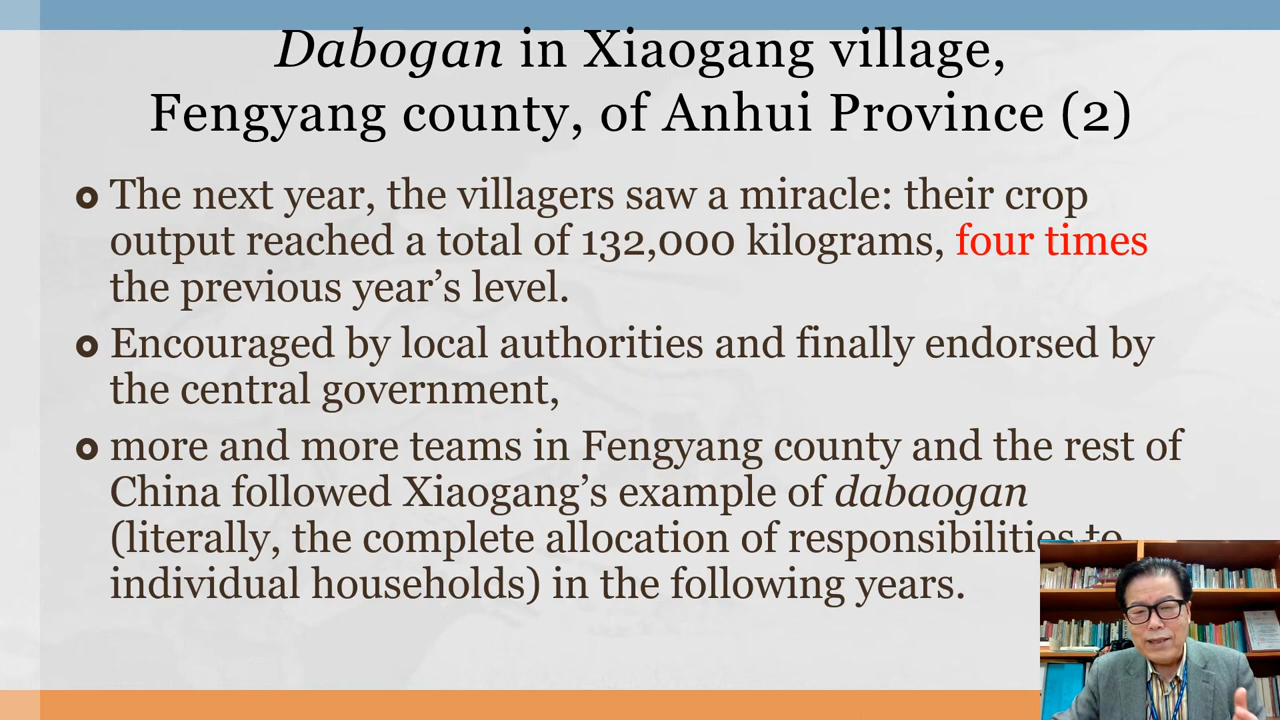 Dabogan in Xiaogang village,
Fengyang county, of Anhui Province (2)
The next year, the villagers saw a miracle: their crop
output reached a total of 132,000 kilograms, four times
the previous year’s level.
Encouraged by local authorities and finally endorsed by
the central government,
more and more teams in Fengyang county and the rest of
China followed Xiaogang’s example of dabaogan
(literally, the complete allocation of responsibilities to
individual households) in the following years.